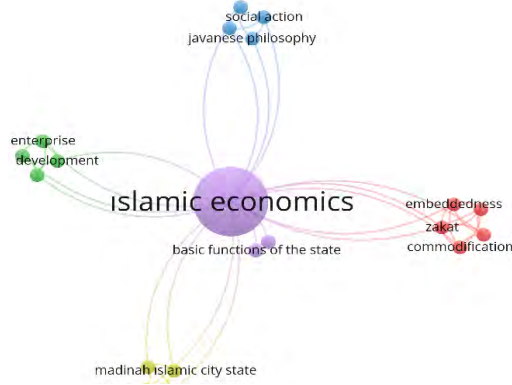 social action
javanese philosophy
enterprise
development
ıslamic economics
embeddedness
zakat
commodification
basic functions of the state
madinah ıslamic city state